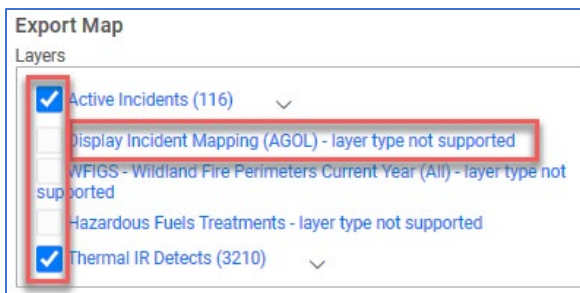 Export Map
Layers
Active Incidents (116)
Display Incident Mapping (AGOL) - layer type not supported
WFIGS - Wildland Fire Perimeters Current Year (All) - layer type not
supported
Hazardous Fuels Treatments - layer type not supported
Thermal IR Detects (3210)